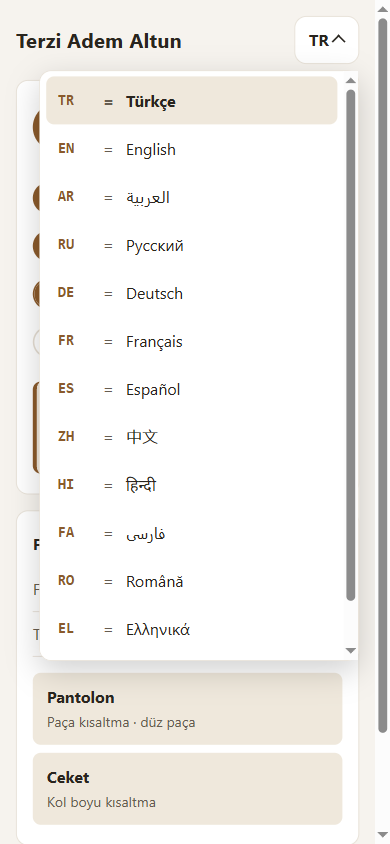 Terzi Adem Altun
TR
TR = Türkçe
EN = English
AR = العربية
RU = Русский
DE = Deutsch
FR = Français
ES = Español
ZH = 中文
HI = हिन्दी
FA = فارسی
RO = Română
EL = Ελληνικά
Pantolon
Paça kısaltma · düz paça
Ceket
Kol boyu kısaltma